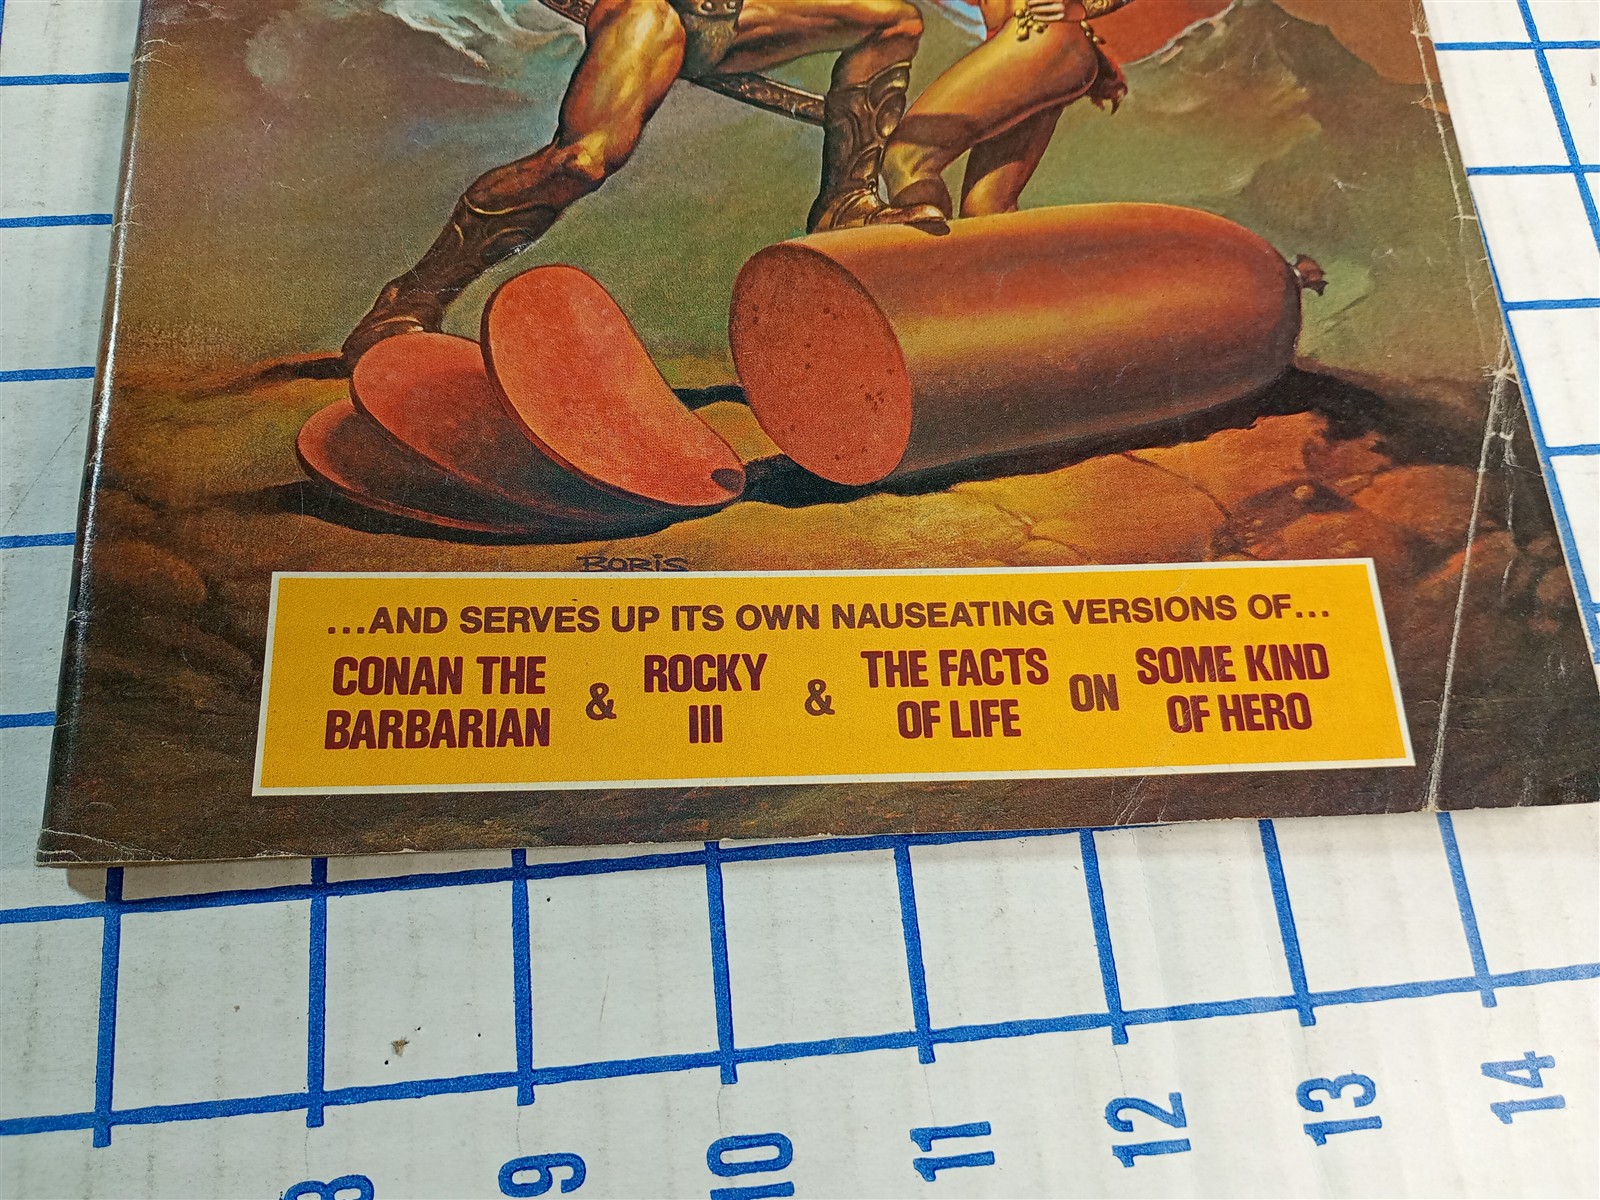 BORIS
...AND SERVES UP ITS OWN NAUSEATING VERSIONS OF...
CONAN THE BARBARIAN & ROCKY III & THE FACTS OF LIFE ON SOME KIND OF HERO
8 9 10 11 12 13 14